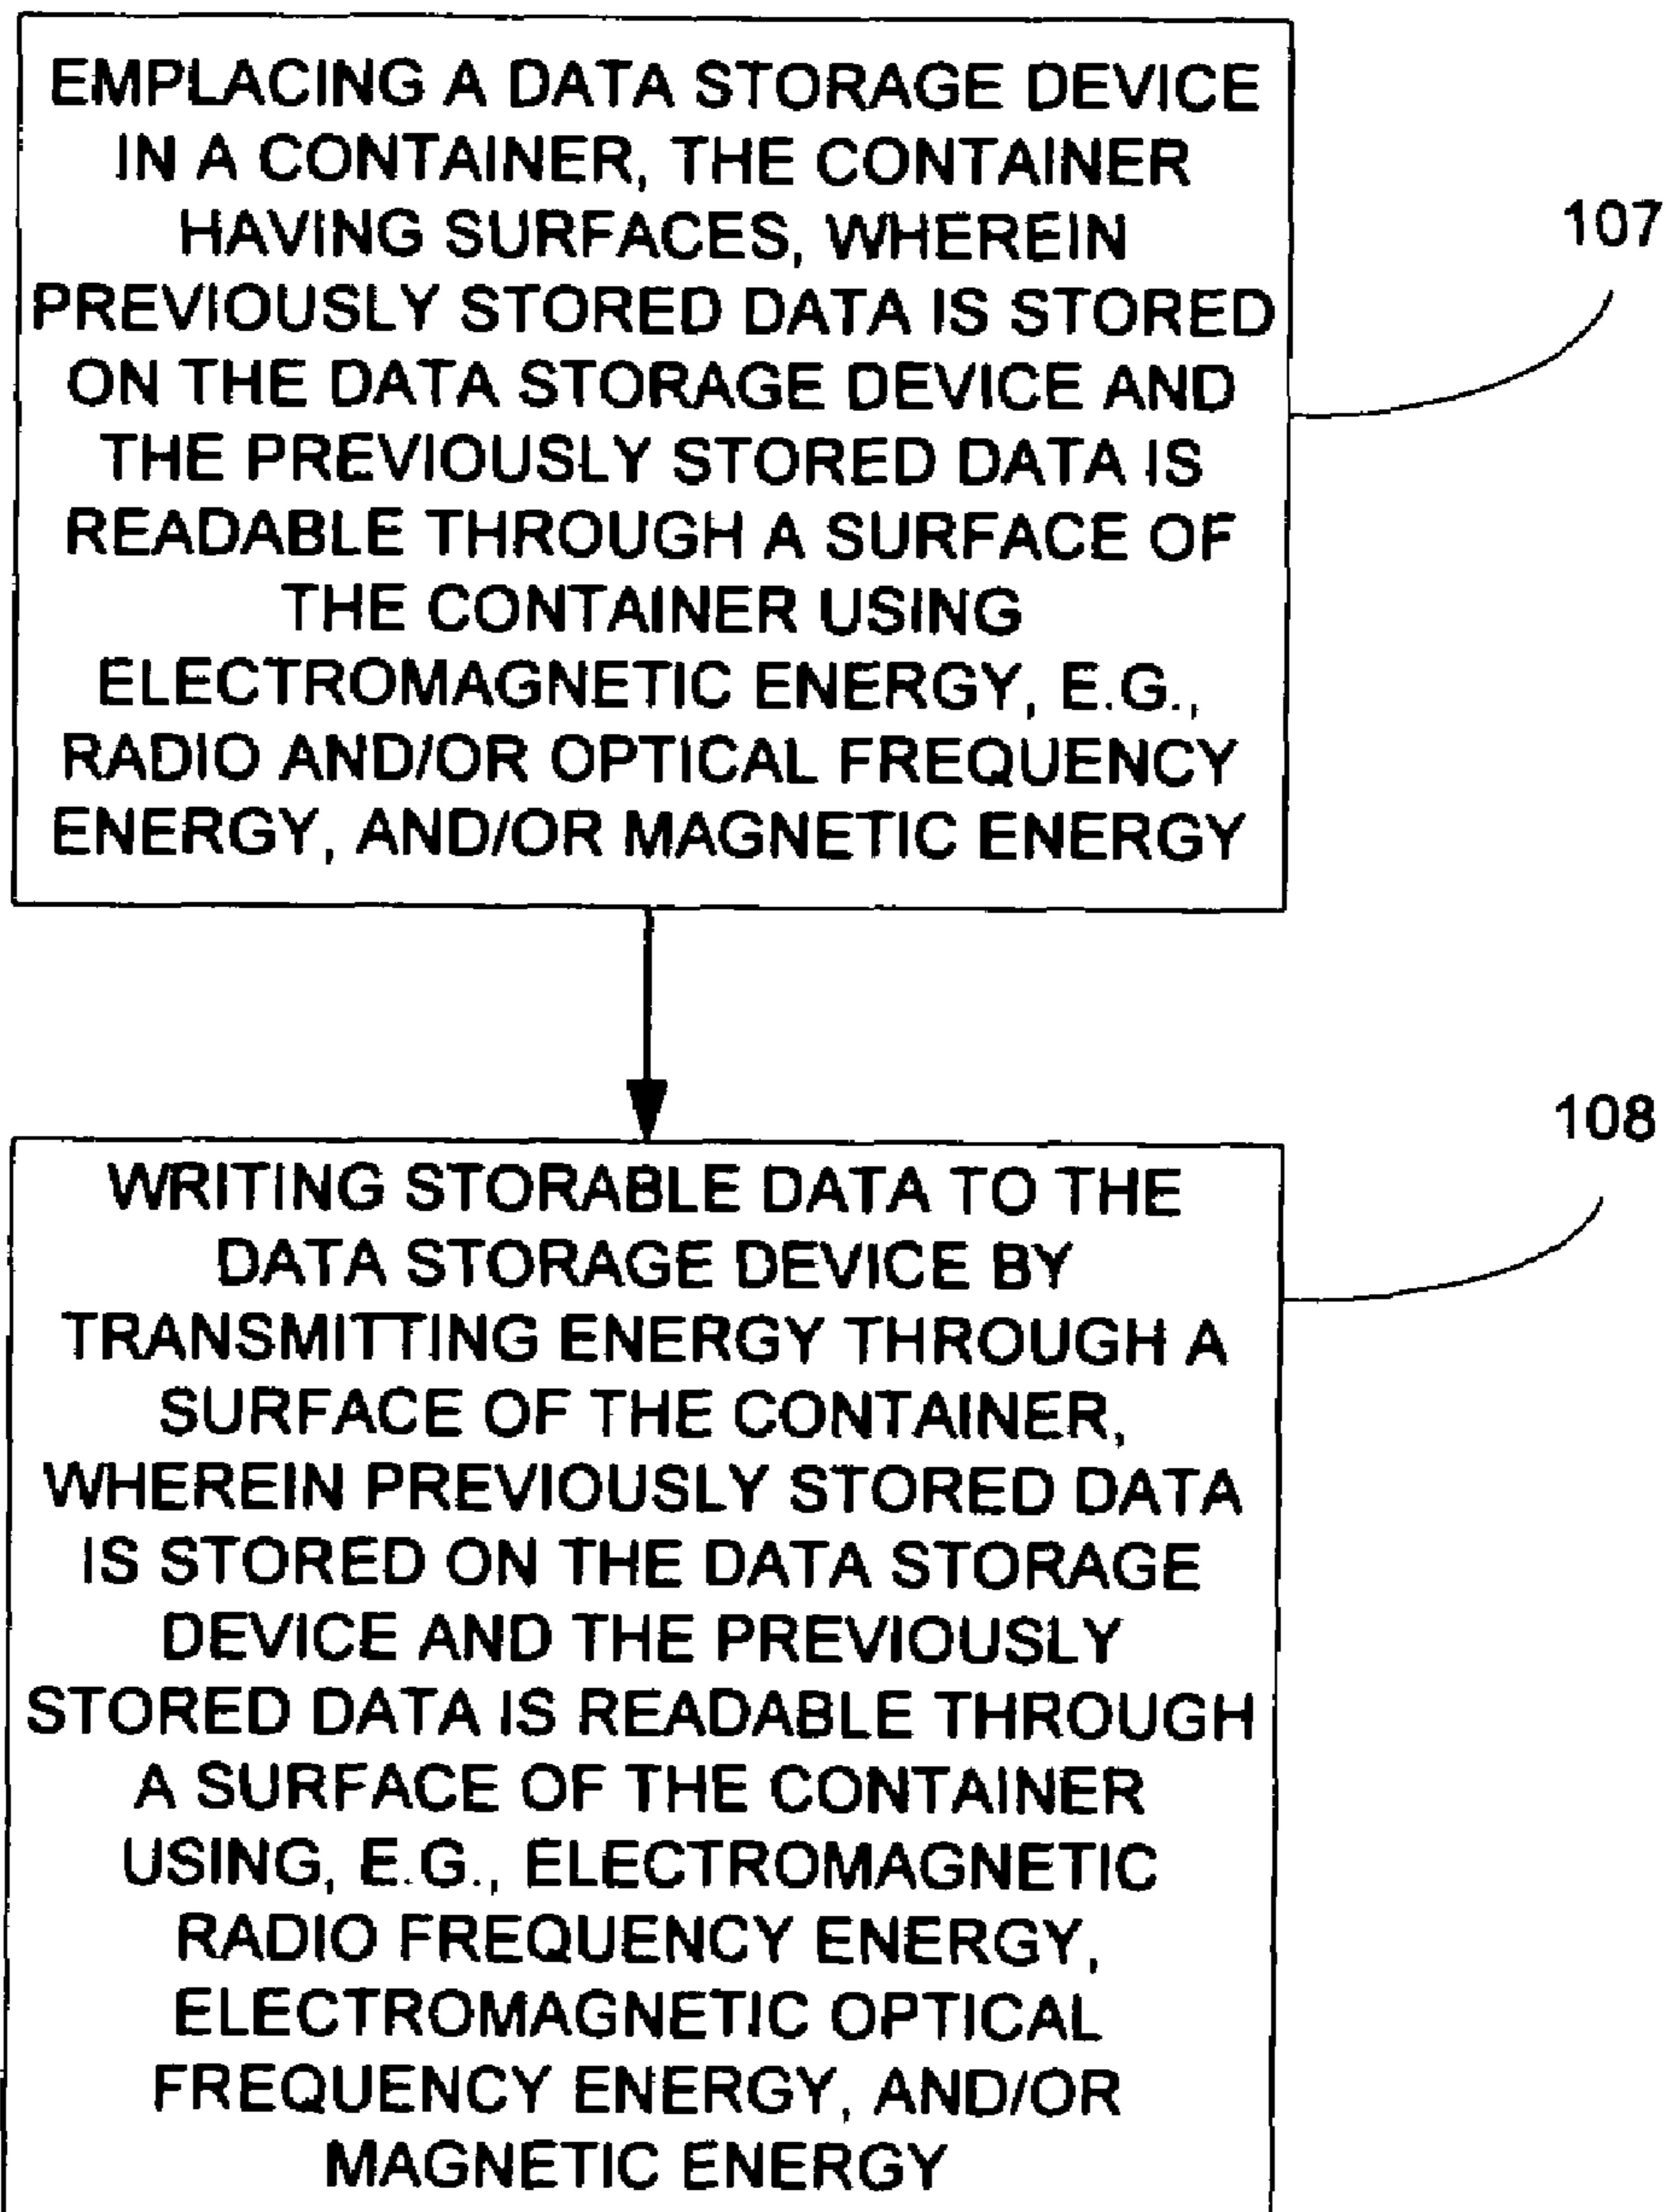 EMPLACING A DATA STORAGE DEVICE
IN A CONTAINER, THE CONTAINER
HAVING SURFACES, WHEREIN
PREVIOUSLY STORED DATA IS STORED
ON THE DATA STORAGE DEVICE AND
THE PREVIOUSLY STORED DATA IS
READABLE THROUGH A SURFACE OF
THE CONTAINER USING
ELECTROMAGNETIC ENERGY, E.G.,
RADIO AND/OR OPTICAL FREQUENCY
ENERGY, AND/OR MAGNETIC ENERGY
107
WRITING STORABLE DATA TO THE
DATA STORAGE DEVICE BY
TRANSMITTING ENERGY THROUGH A
SURFACE OF THE CONTAINER,
WHEREIN PREVIOUSLY STORED DATA
IS STORED ON THE DATA STORAGE
DEVICE AND THE PREVIOUSLY
STORED DATA IS READABLE THROUGH
A SURFACE OF THE CONTAINER
USING, E.G., ELECTROMAGNETIC
RADIO FREQUENCY ENERGY,
ELECTROMAGNETIC OPTICAL
FREQUENCY ENERGY, AND/OR
MAGNETIC ENERGY
108